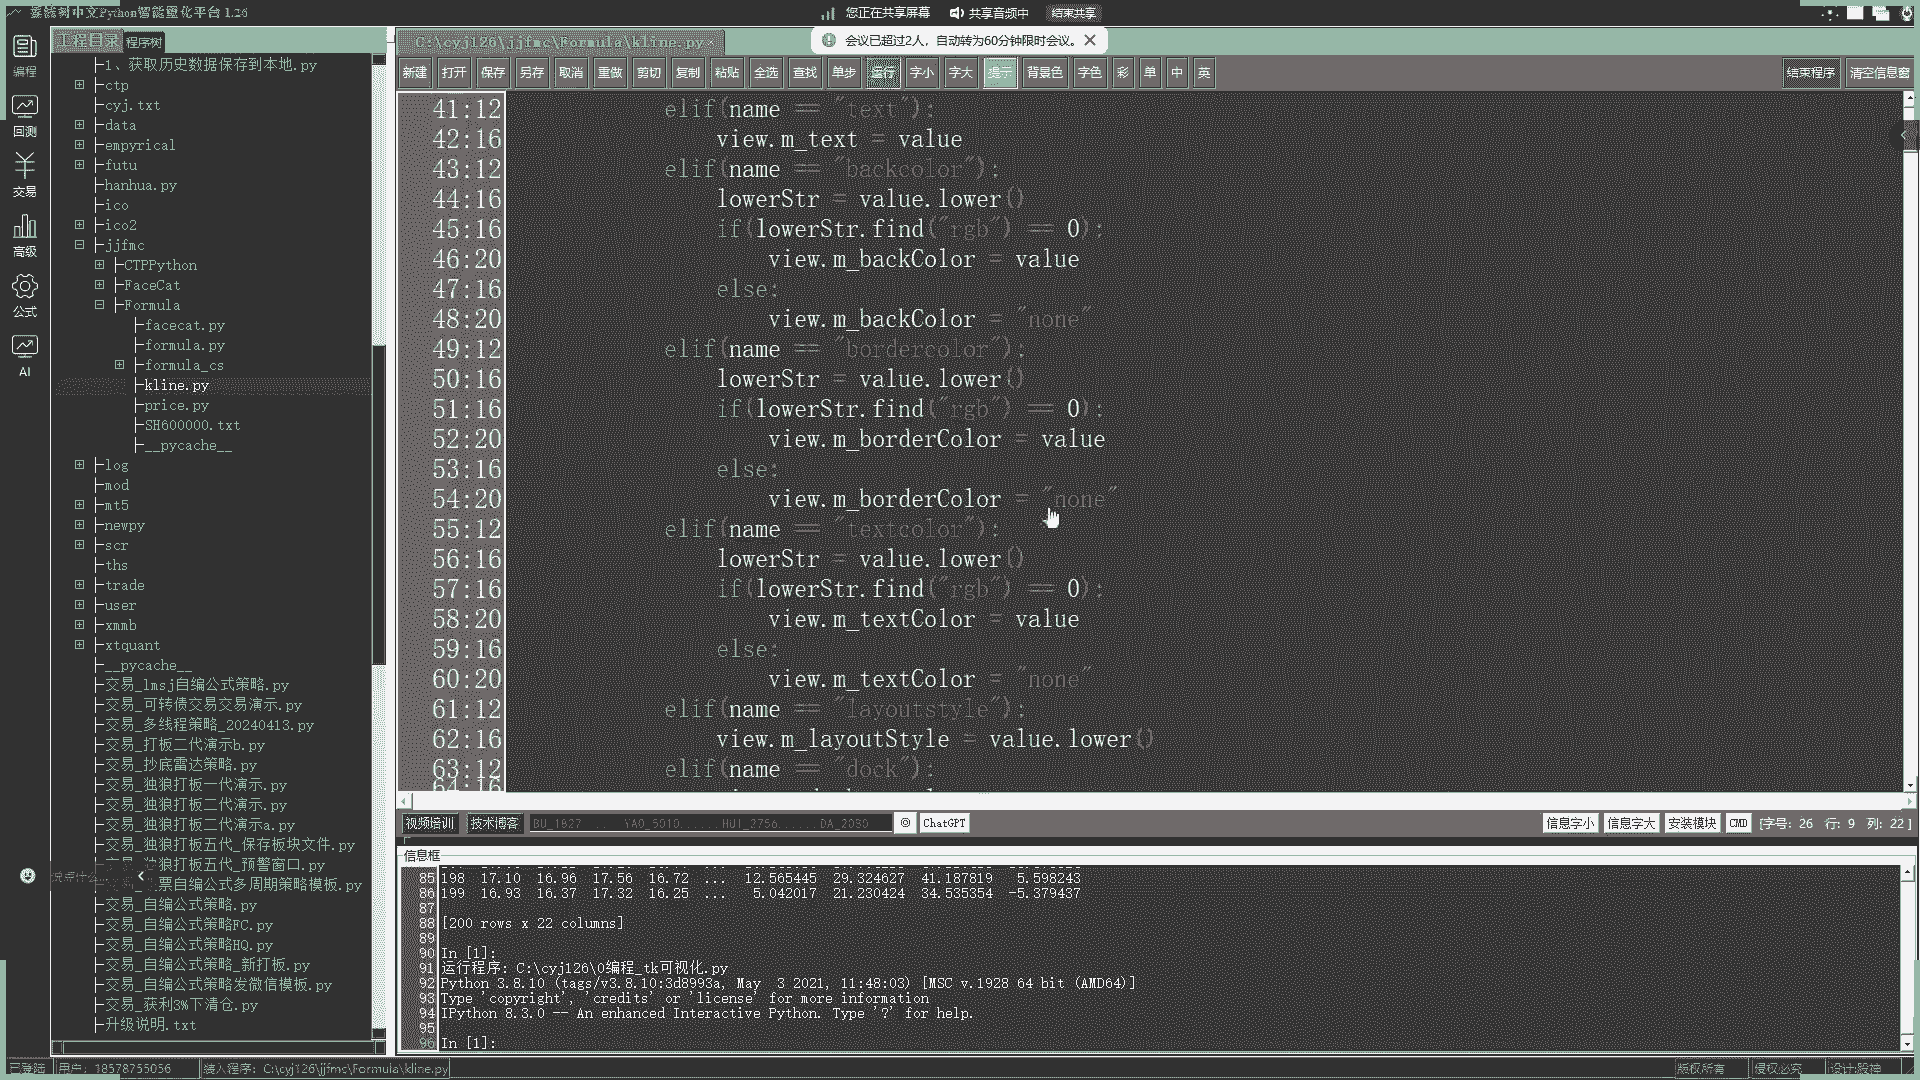 中文Python智能量化平台 1.26
您正在共享屏幕
共享音频中
结束共享
会议已超过2人，自动转为60分钟限时会议。
工程目录
程序树
C:\cyj126\jjfmc\Formula\kline.py
新建 打开 保存 另存 取消 重做 剪切 复制 粘贴 全选 查找 单步 运行 字小 字大 提示 背景色 字色 彩 单 中 英
结束程序 清空信息窗
编程
回测
交易
高级
公式
AI
1、获取历史数据保存到本地.py
ctp
cyj.txt
data
empyrical
futu
hanhua.py
ico
ico2
jjfmc
CTPPython
FaceCat
Formula
facecat.py
formula.py
formula_cs
kline.py
price.py
SH600000.txt
__pycache__
log
mod
mt5
newpy
scr
ths
trade
user
xmmb
xtquant
__pycache__
交易_lmsj自编公式策略.py
交易_可转债交易交易演示.py
交易_多线程策略_20240413.py
交易_打板二代演示b.py
交易_抄底雷达策略.py
交易_独狼打板一代演示.py
交易_独狼打板二代演示.py
交易_独狼打板二代演示a.py
交易_独狼打板五代_保存板块文件.py
独狼打板五代_预警窗口.py
票自编公式多周期策略模板.py
交易_自编公式策略.py
交易_自编公式策略FC.py
交易_自编公式策略HQ.py
交易_自编公式策略_新打板.py
交易_自编公式策略发微信模板.py
交易_获利3%下清仓.py
升级说明.txt
41:12 elif(name == "text"):
42:16 view.m_text = value
43:12 elif(name == "backcolor"):
44:16 lowerStr = value.lower()
45:16 if(lowerStr.find("rgb") == 0):
46:20 view.m_backColor = value
47:16 else:
48:20 view.m_backColor = "none"
49:12 elif(name == "bordercolor"):
50:16 lowerStr = value.lower()
51:16 if(lowerStr.find("rgb") == 0):
52:20 view.m_borderColor = value
53:16 else:
54:20 view.m_borderColor = "none"
55:12 elif(name == "textcolor"):
56:16 lowerStr = value.lower()
57:16 if(lowerStr.find("rgb") == 0):
58:20 view.m_textColor = value
59:16 else:
60:20 view.m_textColor = "none"
61:12 elif(name == "layoutstyle"):
62:16 view.m_layoutStyle = value.lower()
63:12 elif(name == "dock"):
64:16
视频培训 技术博客 ChatGPT
信息字小 信息字大 安装模块 CMD [字号: 26 行: 9 列: 22 ]
信息框
85 198 17.10 16.96 17.56 16.72 ... 12.565445 29.324627 41.187819 5.598243
86 199 16.93 16.37 17.32 16.25 ... 5.042017 21.230424 34.535354 -5.379437
87
88 [200 rows x 22 columns]
89
90 In [1]:
91 运行程序: C:\cyj126\0编程_tk可视化.py
92 Python 3.8.10 (tags/v3.8.10:3d8993a, May 3 2021, 11:48:03) [MSC v.1928 64 bit (AMD64)]
93 Type 'copyright', 'credits' or 'license' for more information
94 IPython 8.3.0 -- An enhanced Interactive Python. Type '?' for help.
95
96 In [1]:
已登陆 用户: 18578755056 装入程序: C:\cyj126\jjfmc\Formula\kline.py
版权所有 侵权必究 设计:股神